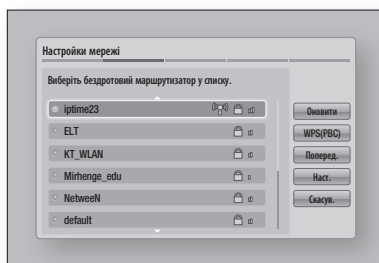 Настройки мережі
Виберіть бездротовий маршрутизатор у списку.
iptime23
ELT
KT_WLAN
Mirhenge_edu
NetweeN
default
Оновити
WPS(PBC)
Поперед.
Наст.
Скасув.